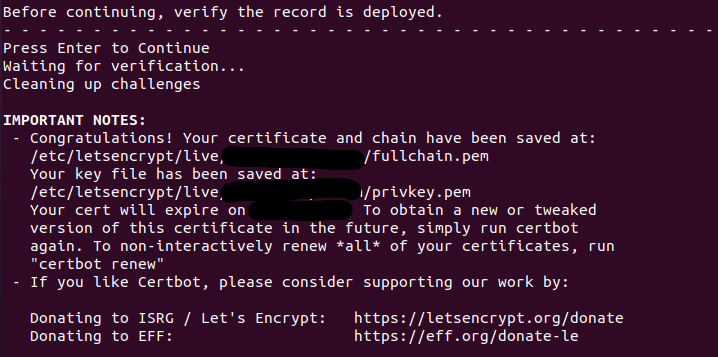 Before continuing, verify the record is deployed.
- - - - - - - - - - - - - - - - - - - - - - - - - - - - - - - - - - - - - - - -
Press Enter to Continue
Waiting for verification...
Cleaning up challenges
IMPORTANT NOTES:
- Congratulations! Your certificate and chain have been saved at:
/etc/letsencrypt/live/ /fullchain.pem
Your key file has been saved at:
/etc/letsencrypt/live/ /privkey.pem
Your cert will expire on To obtain a new or tweaked
version of this certificate in the future, simply run certbot
again. To non-interactively renew *all* of your certificates, run
"certbot renew"
- If you like Certbot, please consider supporting our work by:
Donating to ISRG / Let's Encrypt: https://letsencrypt.org/donate
Donating to EFF: https://eff.org/donate-le